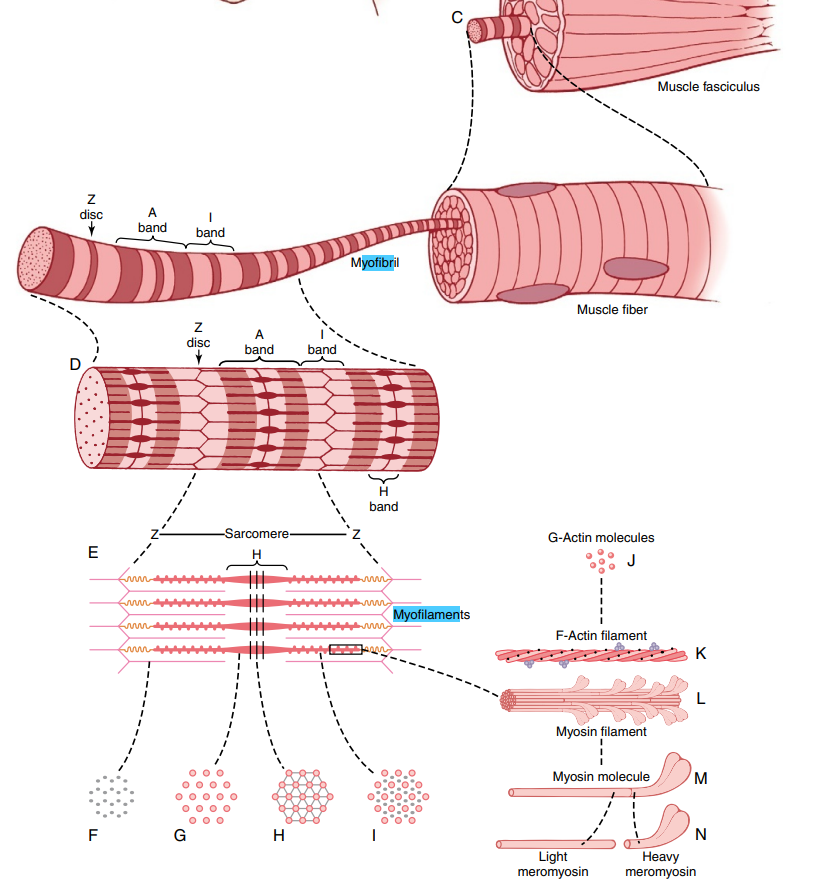 C
Muscle fasciculus
Z
disc
A
band
I
band
Myofibril
Muscle fiber
D
Z
disc
A
band
I
band
H
band
E
Z
Sarcomere
Z
H
Myofilaments
G-Actin molecules
J
F-Actin filament
K
L
Myosin filament
Myosin molecule
M
N
Light
meromyosin
Heavy
meromyosin
F
G
H
I